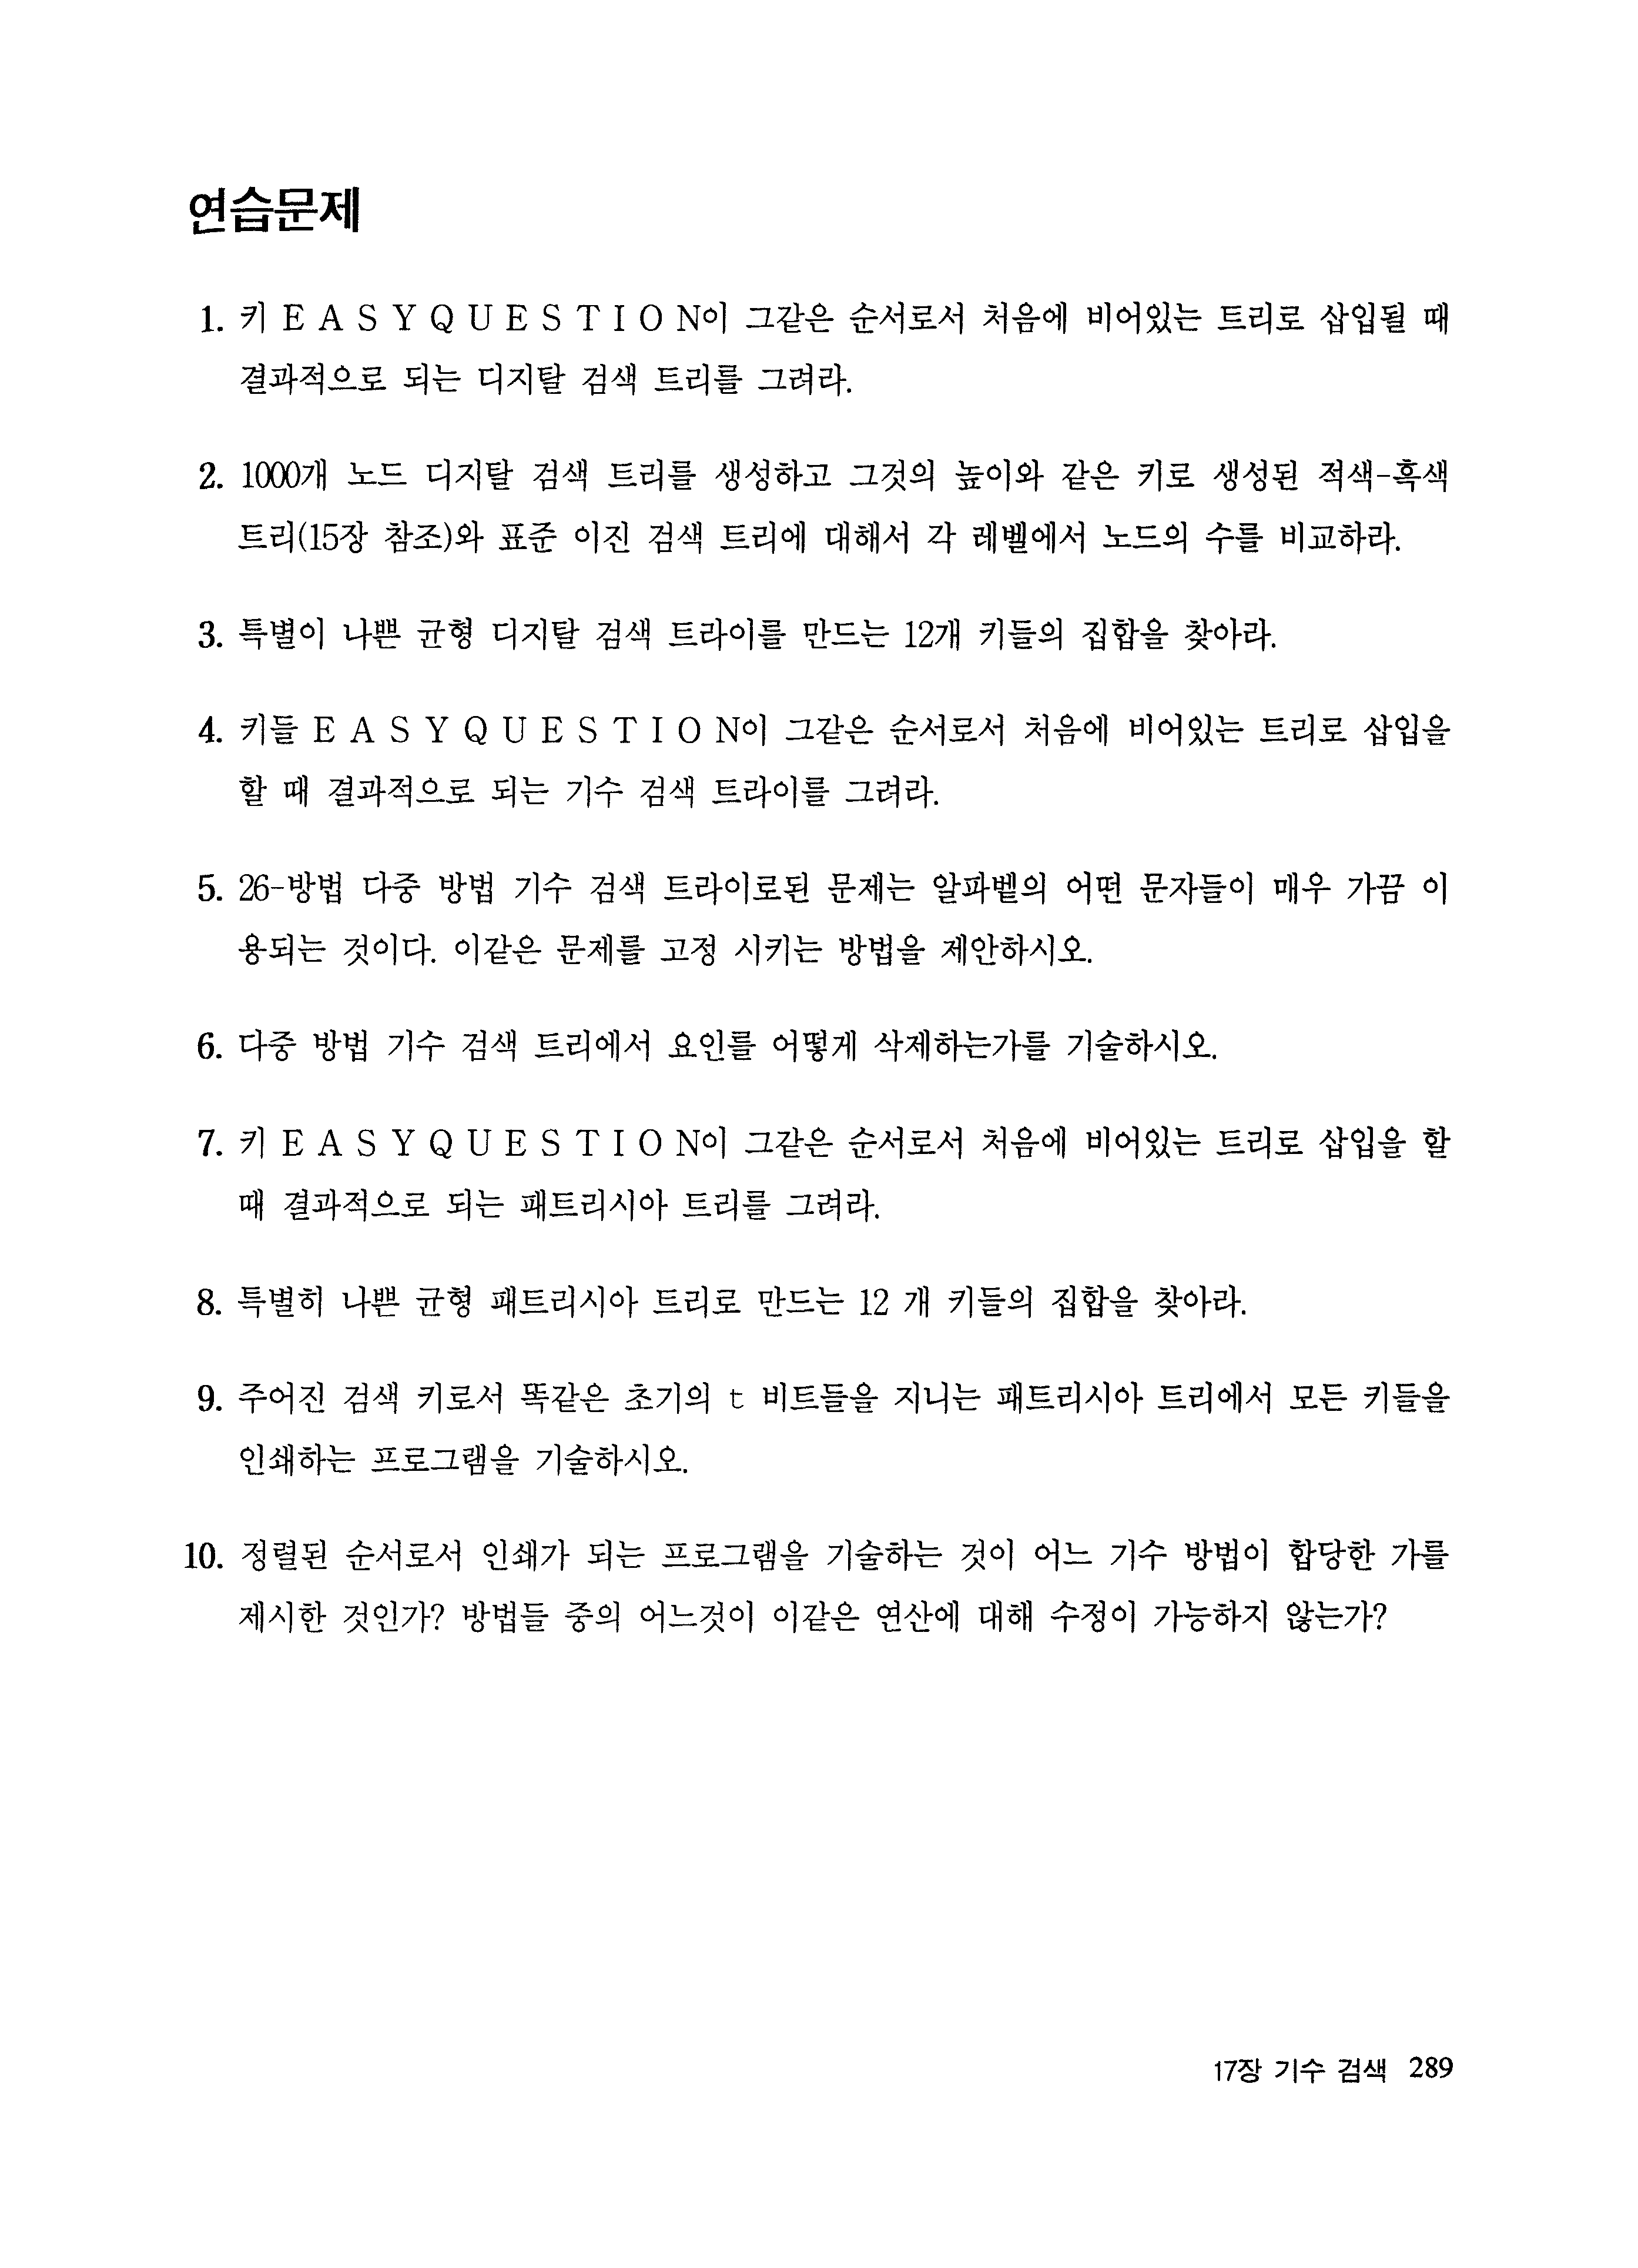 연습문제
1. 키 E A S Y Q U E S T I O N이 그같은 순서로서 처음에 비어있는 트리로 삽입될 때
결과적으로 되는 디지탈 검색 트리를 그려라.
2. 1000개 노드 디지탈 검색 트리를 생성하고 그것의 높이와 같은 키로 생성된 적색-흑색
트리(15장 참조)와 표준 이진 검색 트리에 대해서 각 레벨에서 노드의 수를 비교하라.
3. 특별이 나쁜 균형 디지탈 검색 트라이를 만드는 12개 키들의 집합을 찾아라.
4. 키들 E A S Y Q U E S T I O N이 그같은 순서로서 처음에 비어있는 트리로 삽입을
할 때 결과적으로 되는 기수 검색 트라이를 그려라.
5. 26-방법 다중 방법 기수 검색 트라이로된 문제는 알파벨의 어떤 문자들이 매우 가끔 이
용되는 것이다. 이같은 문제를 고정 시키는 방법을 제안하시오.
6. 다중 방법 기수 검색 트리에서 요인를 어떻게 삭제하는가를 기술하시오.
7. 키 E A S Y Q U E S T I O N이 그같은 순서로서 처음에 비어있는 트리로 삽입을 할
때 결과적으로 되는 패트리시아 트리를 그려라.
8. 특별히 나쁜 균형 패트리시아 트리로 만드는 12 개 키들의 집합을 찾아라.
9. 주어진 검색 키로서 똑같은 초기의 t 비트들을 지니는 패트리시아 트리에서 모든 키들을
인쇄하는 프로그램을 기술하시오.
10. 정렬된 순서로서 인쇄가 되는 프로그램을 기술하는 것이 어느 기수 방법이 합당한 가를
제시한 것인가? 방법들 중의 어느것이 이같은 연산에 대해 수정이 가능하지 않는가?
17장 기수 검색 289